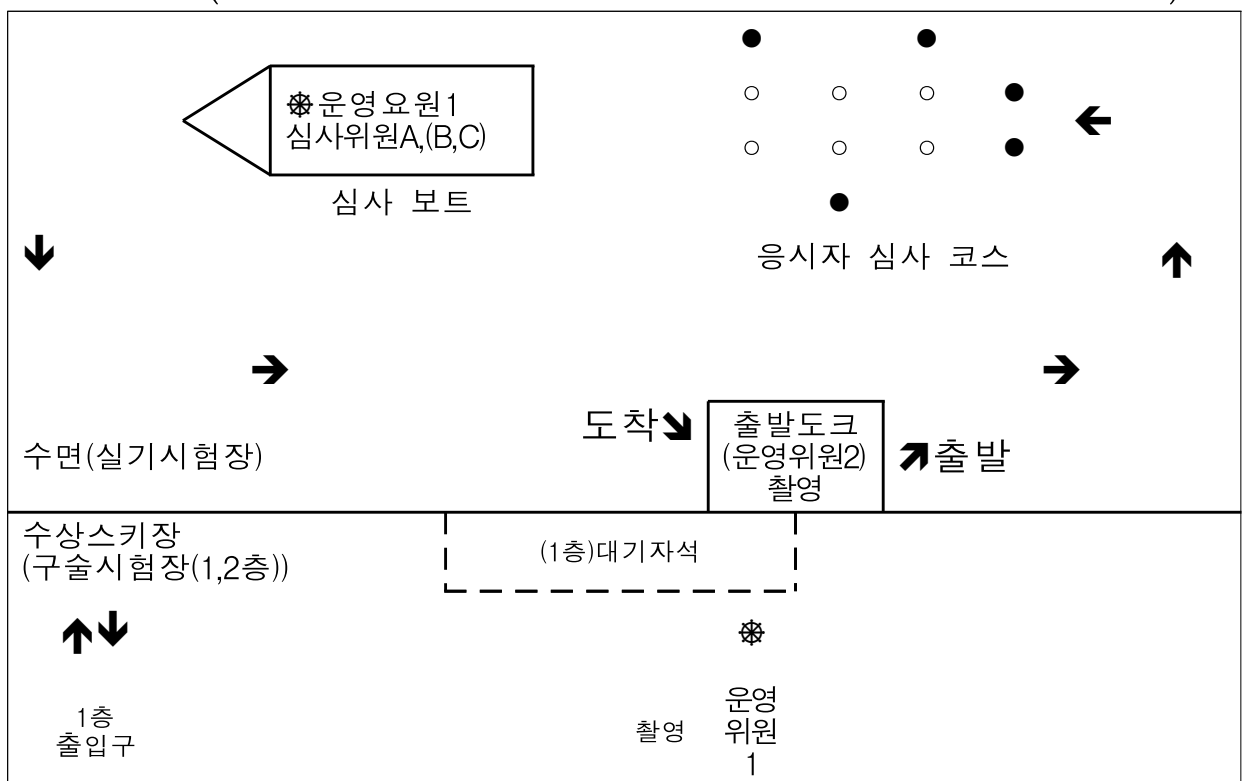 운영요원1
심사위원A,(B,C)
심사 보트
응시자 심사 코스
도착
출발도크
(운영위원2)
촬영
출발
수면(실기시험장)
수상스키장
(구술시험장(1,2층))
(1층)대기자석
1층
출입구
촬영
운영
위원
1